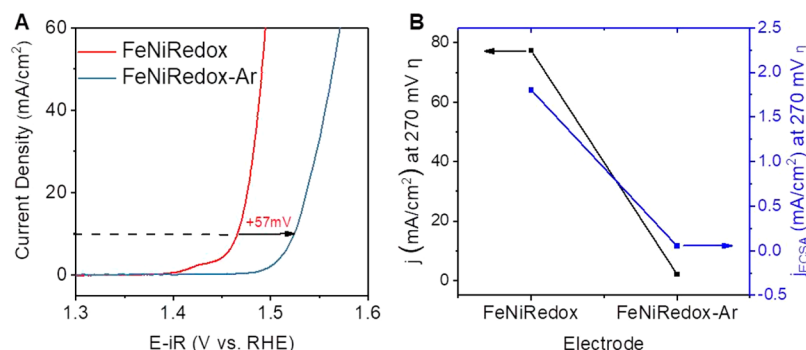 A
FeNiRedox
FeNiRedox-Ar
+57mV
Current Density (mA/cm²)
60
40
20
0
1.3
1.4
1.5
1.6
E-iR (V vs. RHE)
B
j (mA/cm²) at 270 mV η
80
60
40
20
0
2.5
2.0
1.5
1.0
0.5
0.0
-0.5
jECSA (mA/cm²) at 270 mV η
FeNiRedox
FeNiRedox-Ar
Electrode